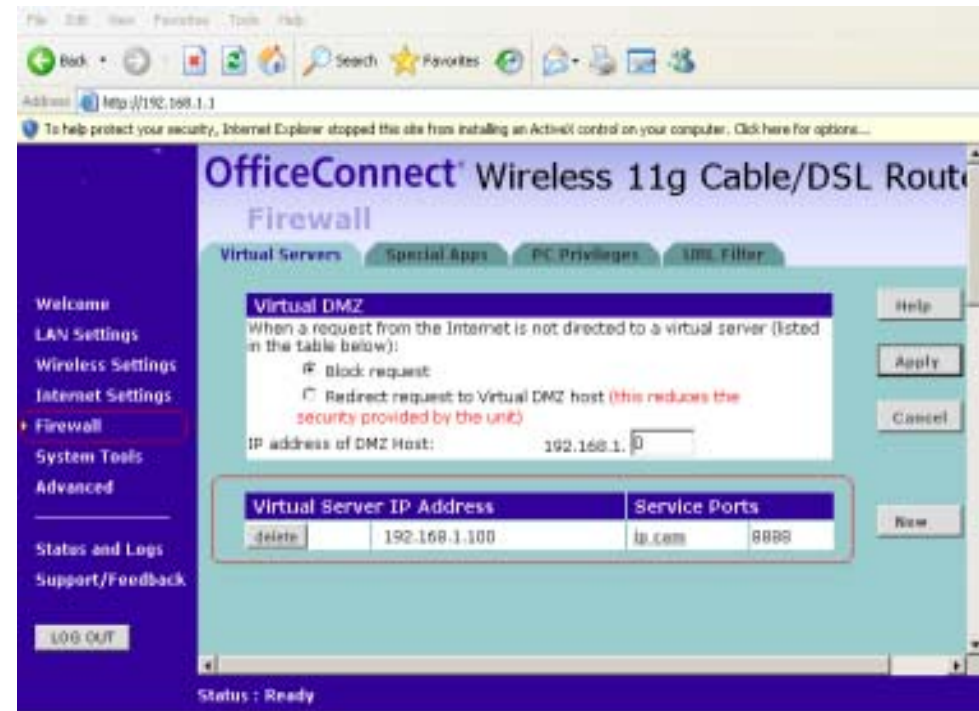 File Edit View Favorites Tools Help
Back Search Favorites
Address http://192.168.1.1
To help protect your security, Internet Explorer stopped this site from installing an ActiveX control on your computer. Click here for options...
OfficeConnect Wireless 11g Cable/DSL Route
Firewall
Virtual Servers Special Apps PC Privileges URL Filter
Welcome
LAN Settings
Wireless Settings
Internet Settings
Firewall
System Tools
Advanced
Status and Logs
Support/Feedback
LOG OUT
Virtual DMZ
When a request from the Internet is not directed to a virtual server (listed
in the table below):
Block request
Redirect request to Virtual DMZ host (this reduces the
security provided by the unit)
IP address of DMZ Host: 192.168.1. 0
Virtual Server IP Address Service Ports
delete 192.168.1.100 8888
Help
Apply
Cancel
New
Status : Ready